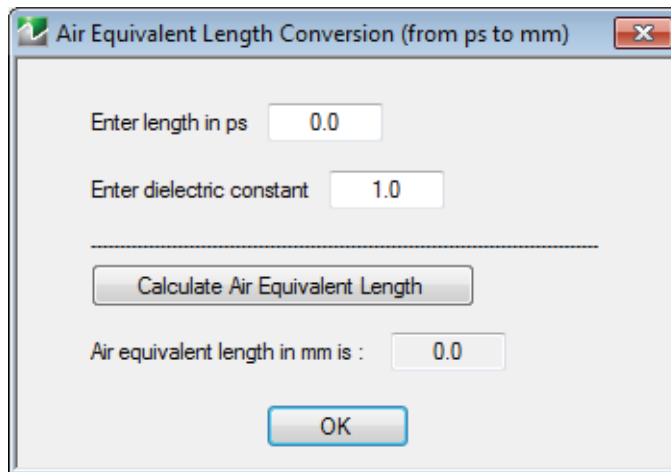 Air Equivalent Length Conversion (from ps to mm)
Enter length in ps 0.0
Enter dielectric constant 1.0
Calculate Air Equivalent Length
Air equivalent length in mm is : 0.0
OK